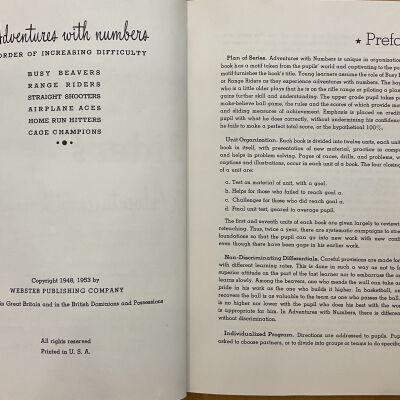 Adventures with numbers
ORDER OF INCREASING DIFFICULTY
BUSY BEAVERS
RANGE RIDERS
STRAIGHT SHOOTERS
AIRPLANE ACES
HOME RUN HITTERS
CAGE CHAMPIONS
Copyright 1948, 1953 by
WEBSTER PUBLISHING COMPANY
in Great Britain and in the British Dominions and Possessions
All rights reserved
Printed in U. S. A.
★ Prefa
Plan of Series. Adventures with Numbers is unique in organization
book has a motif taken from the pupils' world and captivating to the pu
motif furnishes the book's title. Young learners assume the role of Busy B
or Range Riders as they experience adventures with numbers. The boy
who is a little older plays that he is on the rifle range or piloting a plan
gains further skill and understanding. The upper grade pupil takes p
make-believe ball game, the rules and the scores of which provide mo
and sliding measures of achievement. Emphasis is placed on credit
pupil with what he does correctly, without undermining his confidence
he fails to make a perfect total score, or the hypothetical 100%.
Unit Organization. Each book is divided into twelve units, each unit
book in itself, with presentation of new material, practice in comput
and helps in problem solving. Pages of races, drills, and problems, w
captions and illustrations, occur in each unit of a book. The four closing
of a unit are:
a. Test on material of unit, with a goal.
b. Helps for those who failed to reach goal a.
c. Challenges for those who did reach goal a.
d. Final unit test, geared to average pupil.
The first and seventh units of each book are given largely to reviewi
reteaching. Thus, twice a year, there are systematic campaigns to stre
foundations so that the pupil can go into new work with new conf
even though there have been gaps in his earlier work.
Non-Discriminating Differentials. Careful provisions are made for
with different learning rates. This is done in such a way as not to f
superior attitude on the part of the fast learner nor to embarrass the c
learns slowly. Among the beavers, one who mends the wall can take as
pride in his work as the one who builds it higher. In basketball, on
recovers the ball is as valuable to the team as one who passes the ball
is no higher nor lower with the pupil who does his best with the wor
is appropriate for him. In Adventures with Numbers, there is differen
without discrimination.
Individualized Program. Directions are addressed to pupils. Pup
asked to choose partners, or to divide into groups or teams to do specific